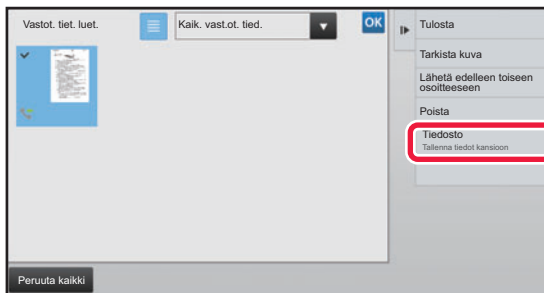 Vastot. tiet. luet.
Kaik. vast.ot. tied.
OK
Tulosta
Tarkista kuva
Lähetä edelleen toiseen
osoitteeseen
Poista
Tiedosto
Tallenna tiedot kansioon
Peruuta kaikki